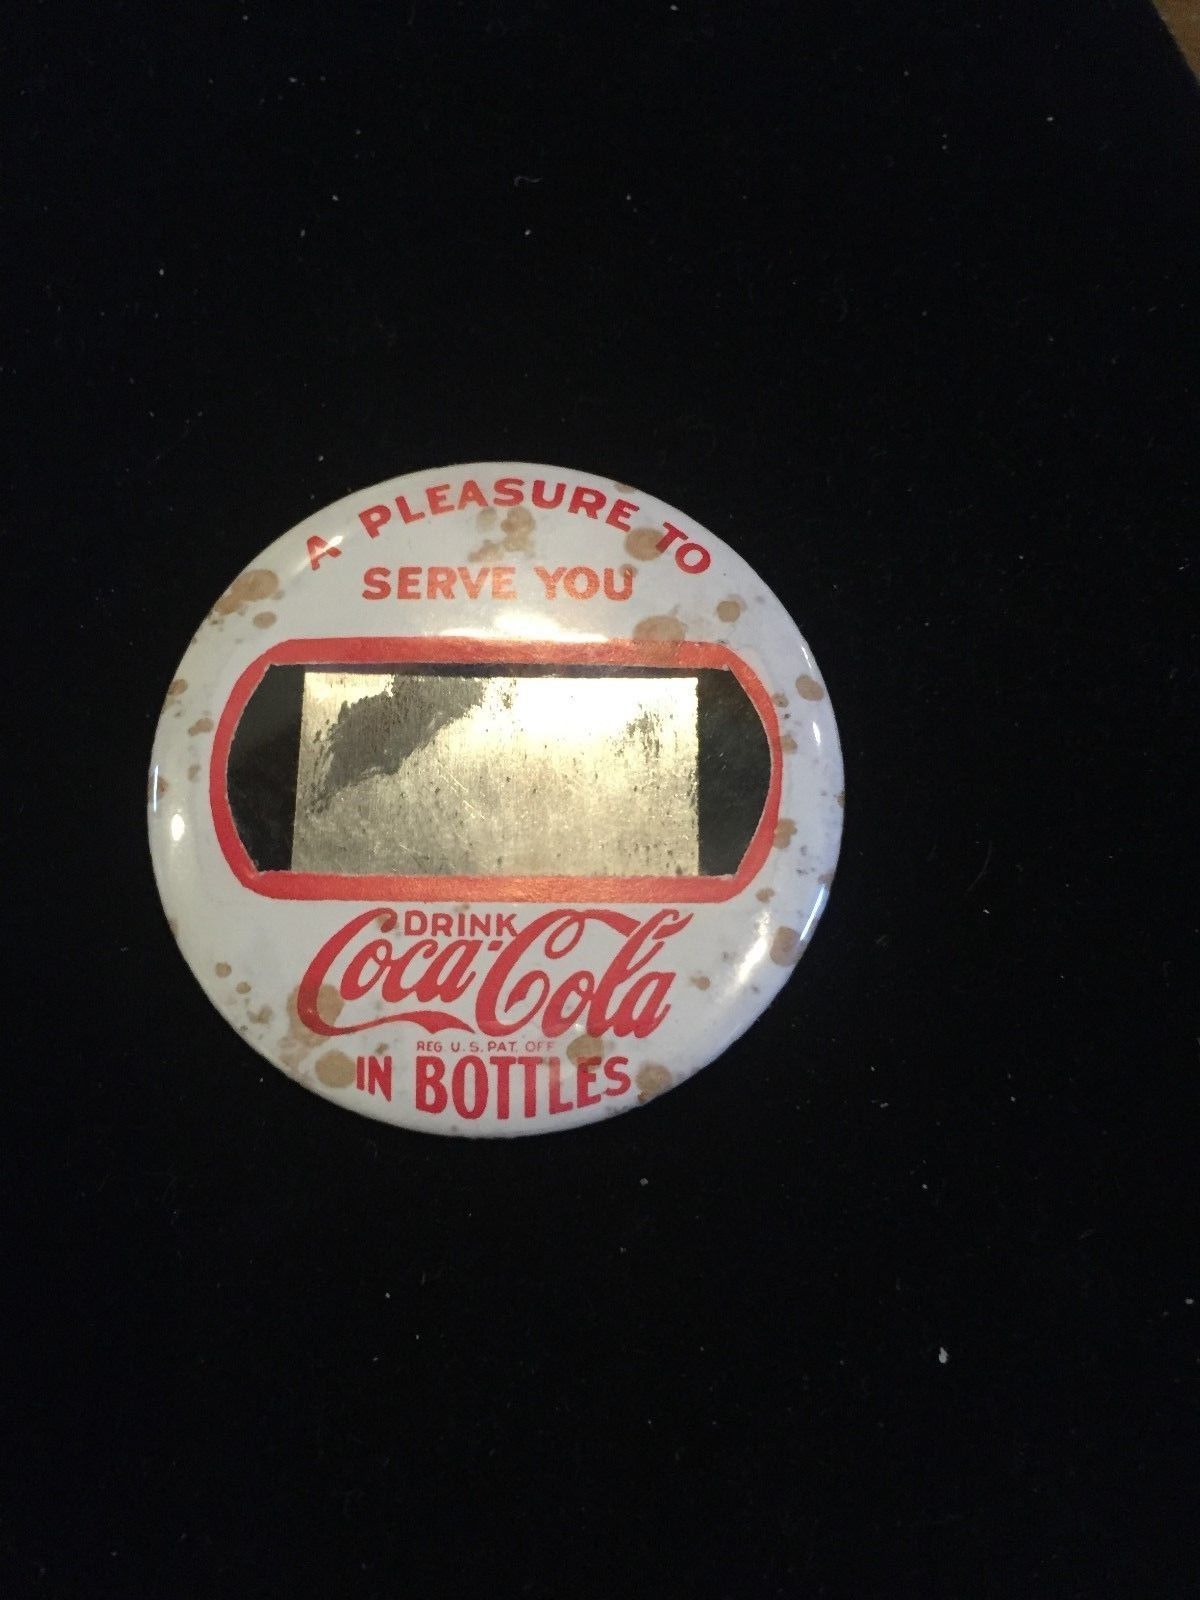 A PLEASURE TO
SERVE YOU
DRINK
Coca-Cola
REG. U.S. PAT. OFF
IN BOTTLES